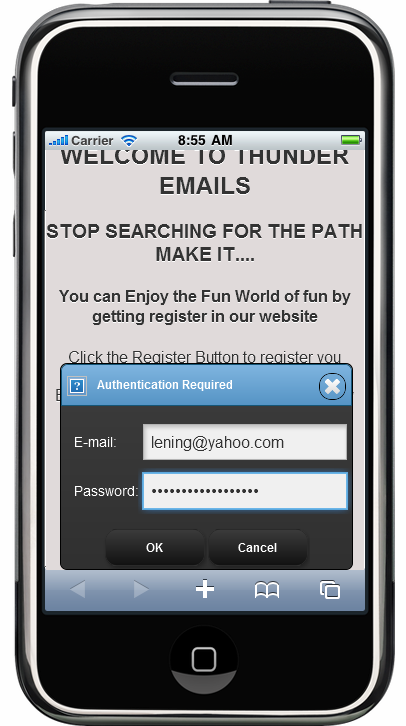 Carrier 8:55 AM
WELCOME TO THUNDER
EMAILS
STOP SEARCHING FOR THE PATH
MAKE IT....
You can Enjoy the Fun World of fun by
getting register in our website
Click the Register Button to register you
Authentication Required
E-mail: lening@yahoo.com
Password: ••••••••••••••••••
OK Cancel